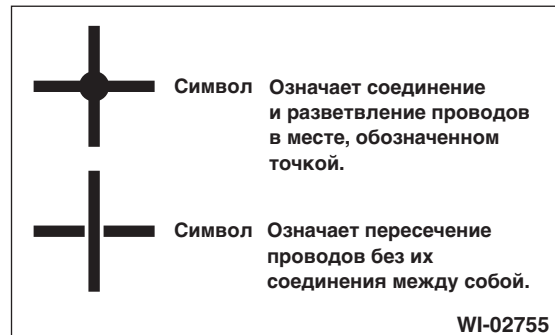 Символ Означает соединение
и разветвление проводов
в месте, обозначенном
точкой.
Символ Означает пересечение
проводов без их
соединения между собой.
WI-02755